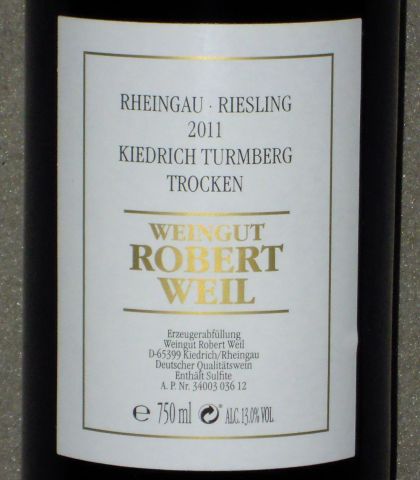 RHEINGAU · RIESLING
2011
KIEDRICH TURMBERG
TROCKEN
WEINGUT
ROBERT
WEIL
Erzeugerabfüllung
Weingut Robert Weil
D-65399 Kiedrich/Rheingau
Deutscher Qualitätswein
Enthält Sulfite
A. P. Nr. 34003 036 12
℮ 750 ml ALC. 13.0% VOL.